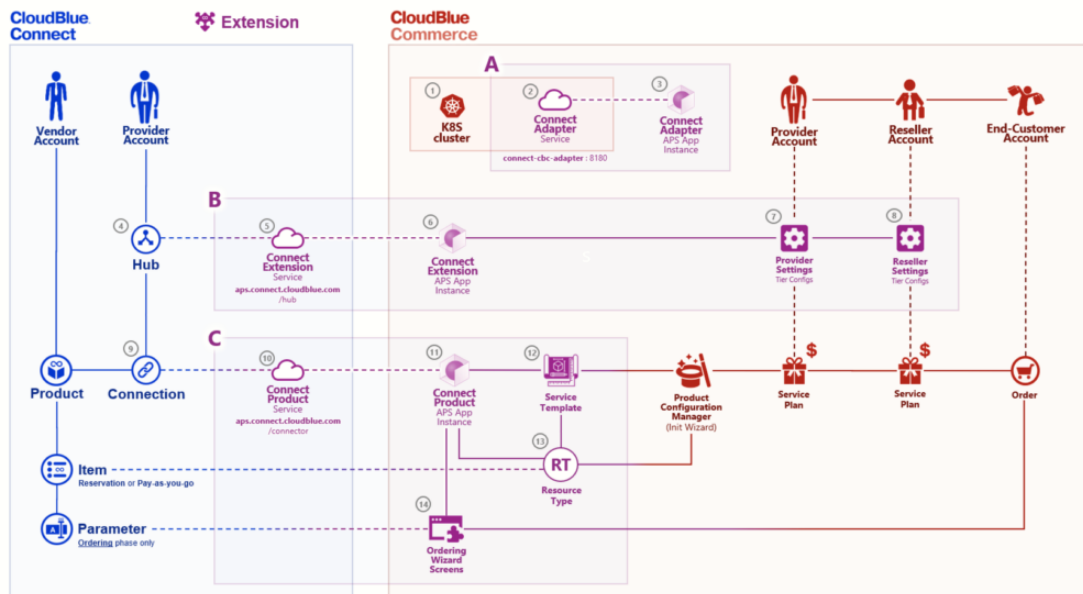 CloudBlue
Connect
Extension
CloudBlue
Commerce
A
1
2
3
K8S
cluster
Connect
Adapter
Service
Connect
Adapter
APS App
Instance
connect-cbc-adapter : 8180
Vendor
Account
Provider
Account
Provider
Account
Reseller
Account
End-Customer
Account
B
4
5
6
7
8
Hub
Connect
Extension
Service
aps.connect.cloudblue.com
/hub
Connect
Extension
APS App
Instance
Provider
Settings
Tier Configs
Reseller
Settings
Tier Configs
C
9
10
11
12
$
$
Product
Connection
Connect
Product
Service
aps.connect.cloudblue.com
/connector
Connect
Product
APS App
Instance
Service
Template
Product
Configuration
Manager
(Init Wizard)
Service
Plan
Service
Plan
Order
13
RT
Resource
Type
Item
Reservation or Pay-as-you-go
14
A
Parameter
Ordering phase only
Ordering
Wizard
Screens